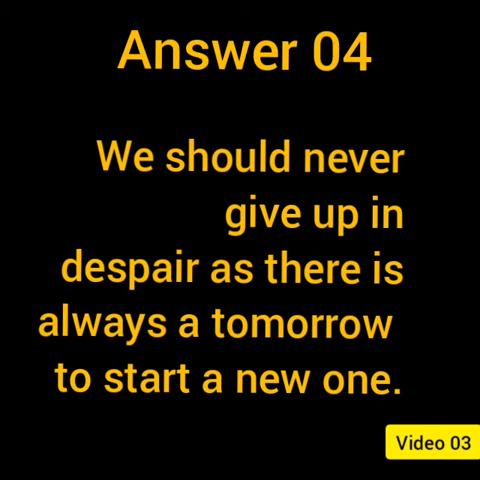 Answer 04
We should never
give up in
despair as there is
always a tomorrow
to start a new one.
Video 03